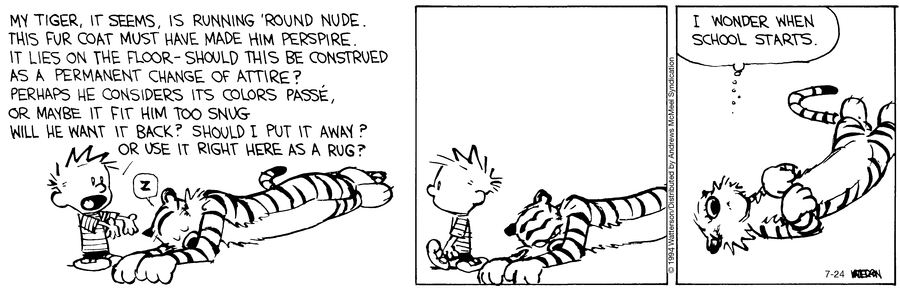 MY TIGER, IT SEEMS, IS RUNNING 'ROUND NUDE.
THIS FUR COAT MUST HAVE MADE HIM PERSPIRE.
IT LIES ON THE FLOOR-SHOULD THIS BE CONSTRUED
AS A PERMANENT CHANGE OF ATTIRE?
PERHAPS HE CONSIDERS ITS COLORS PASSÉ,
OR MAYBE IT FIT HIM TOO SNUG
WILL HE WANT IT BACK? SHOULD I PUT IT AWAY?
OR USE IT RIGHT HERE AS A RUG?
Z
© 1994 Watterson/Distributed by Andrews McMeel Syndication
I WONDER WHEN
SCHOOL STARTS.
7-24 WATTERSON